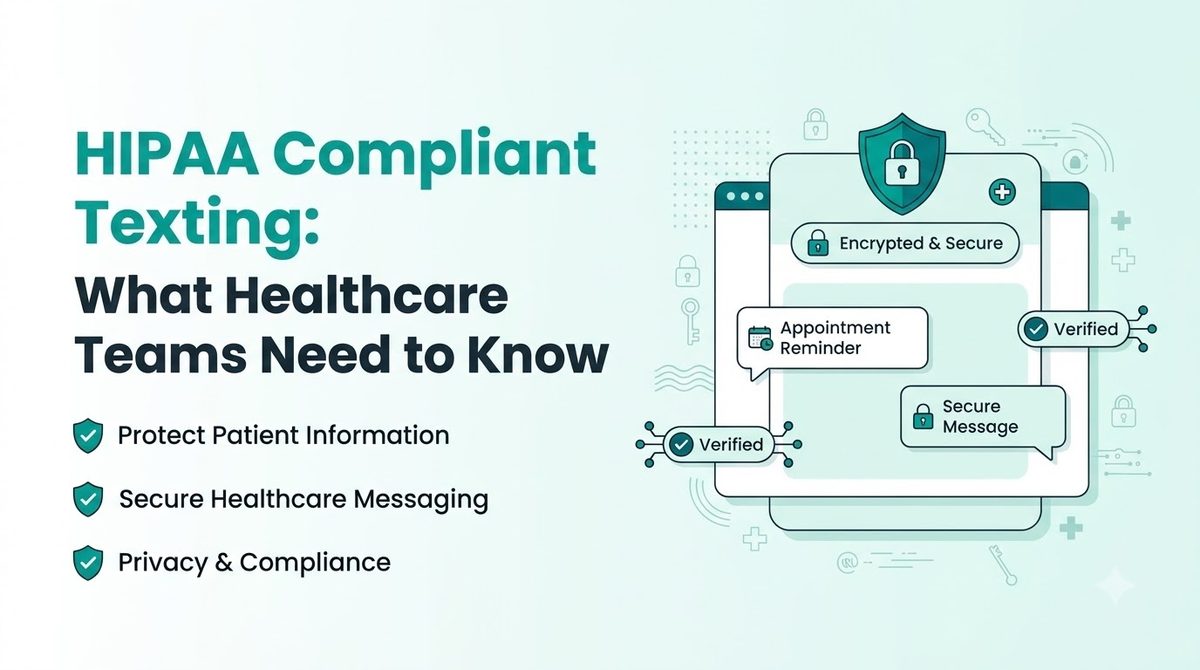 HIPAA Compliant
Texting:
What Healthcare
Teams Need to Know
Protect Patient Information
Secure Healthcare Messaging
Privacy & Compliance
Encrypted & Secure
Appointment
Reminder
Verified
Secure
Message
Verified